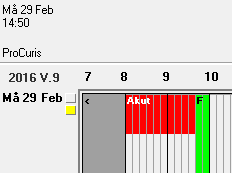 Må 29 Feb
14:50
ProCuris
2016 V.9 7 8 9 10
Må 29 Feb < Akut F